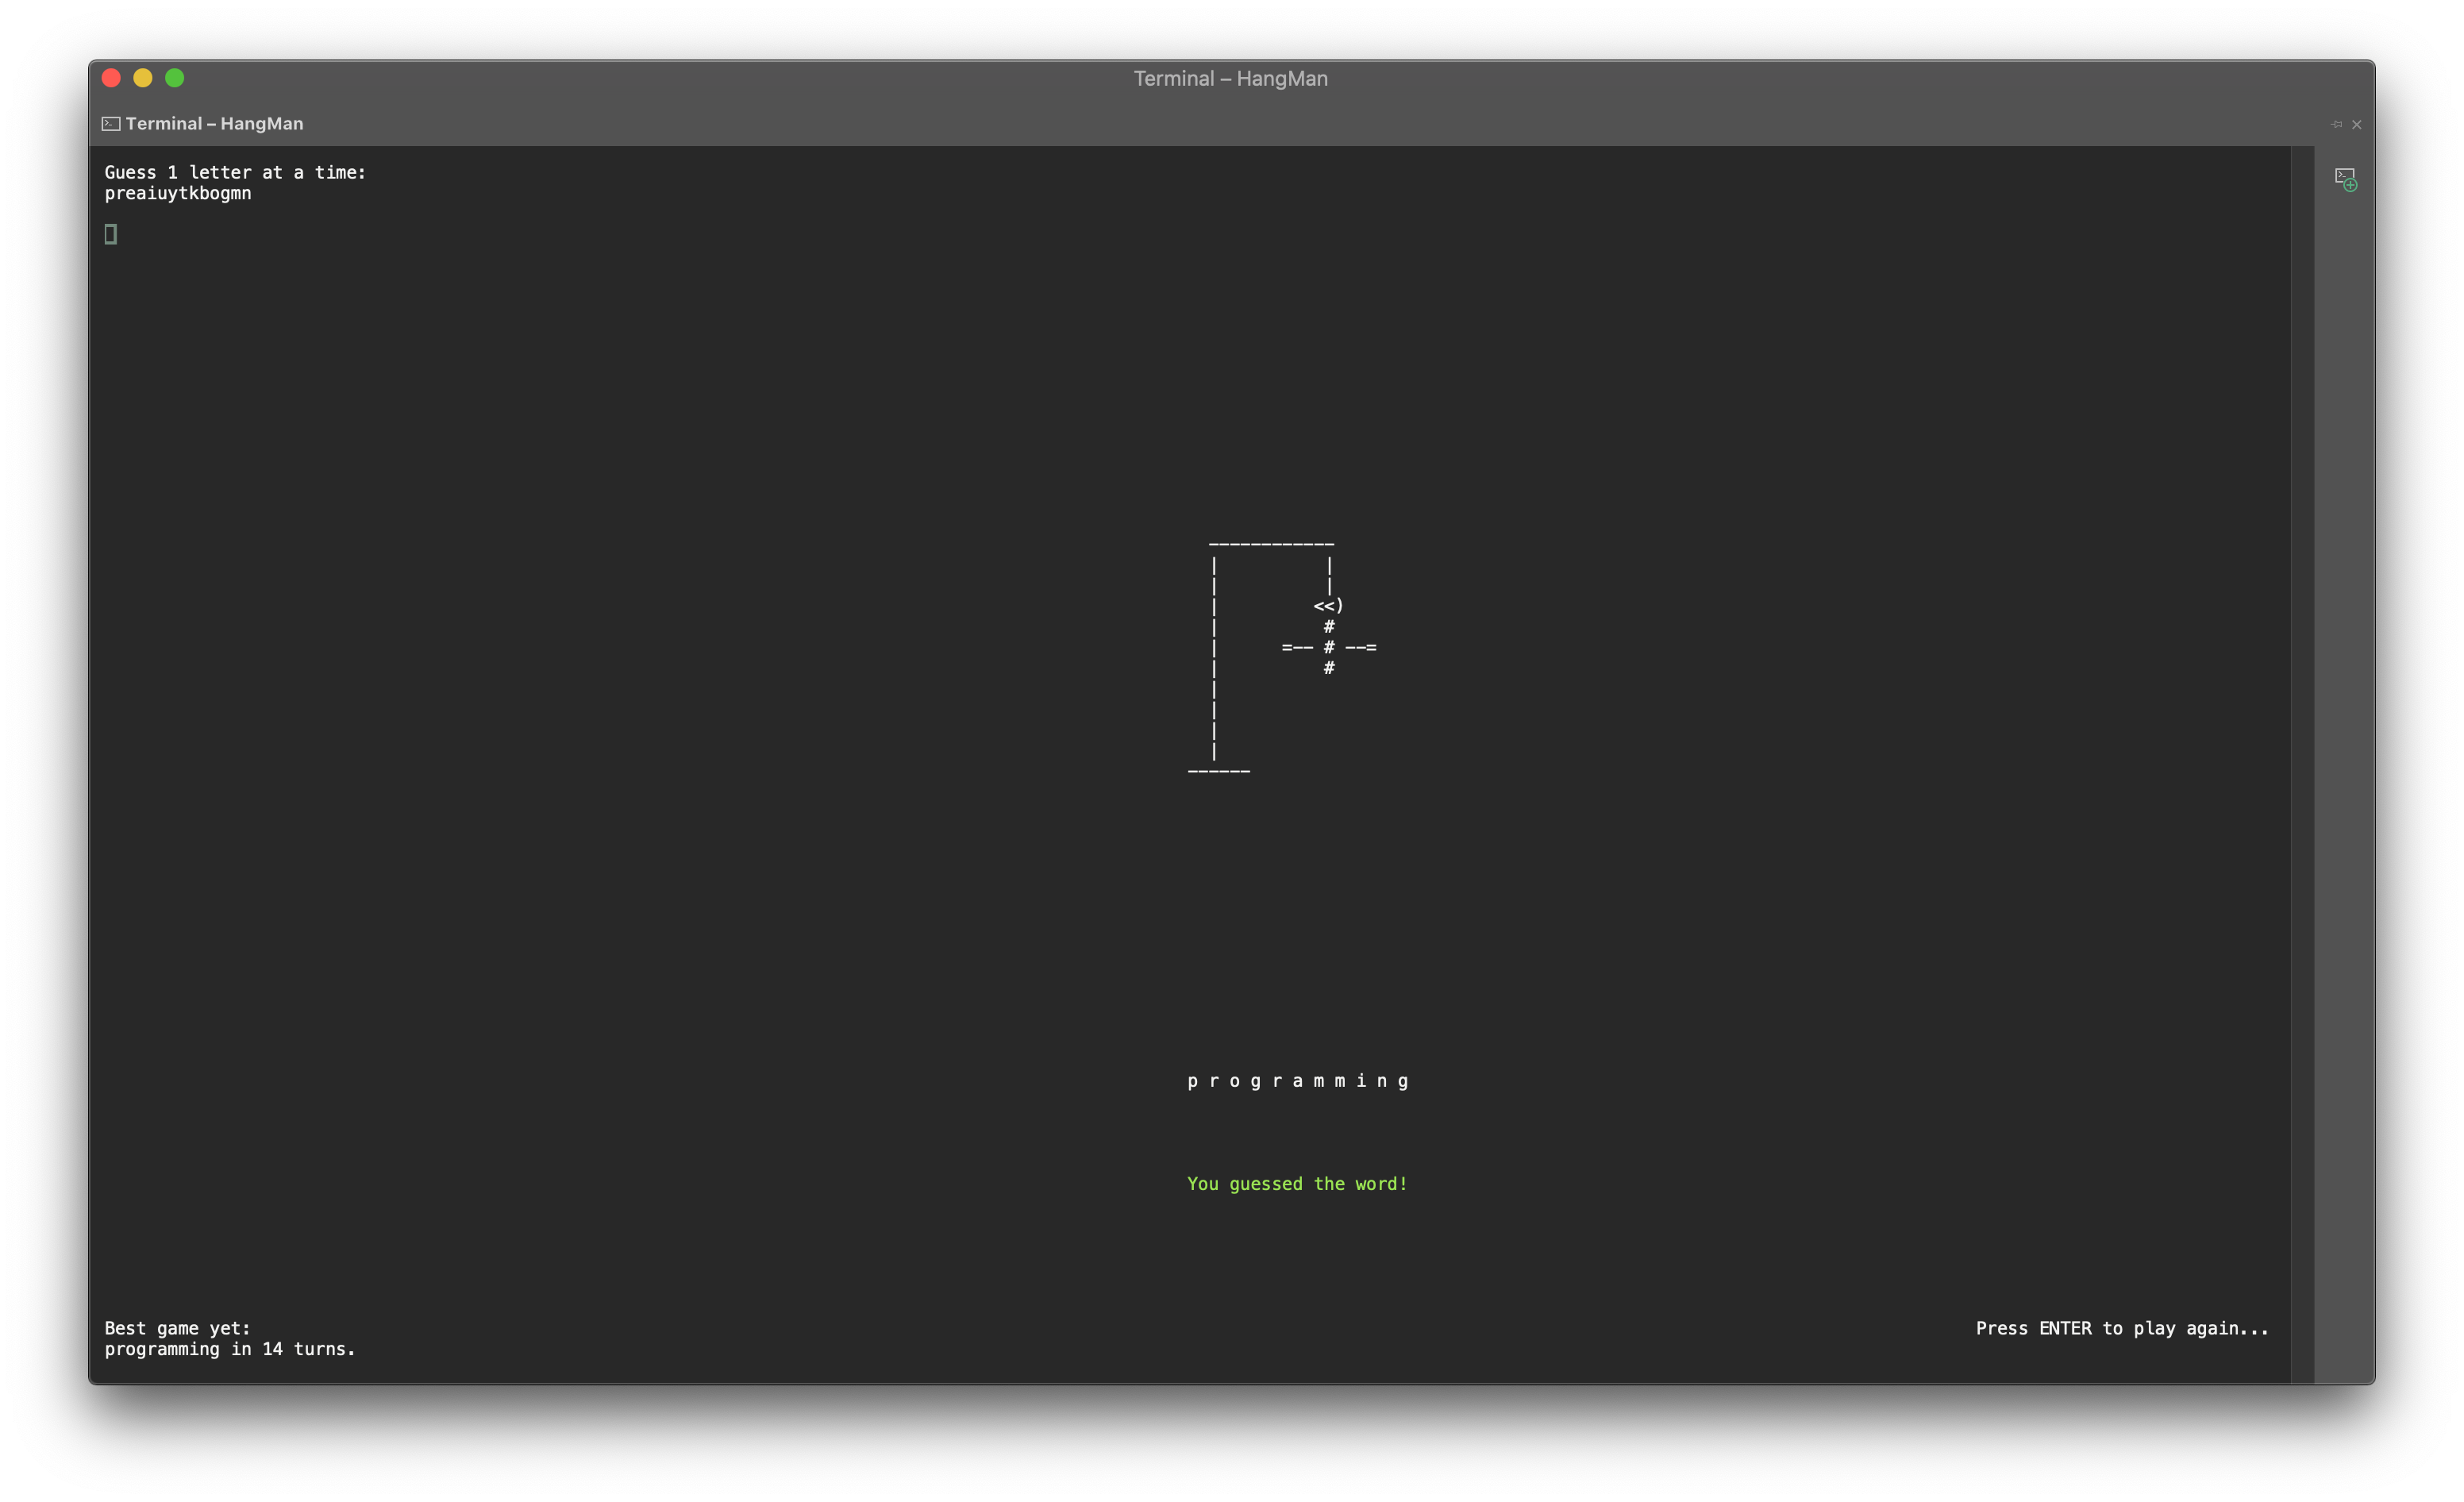 Terminal – HangMan
Terminal – HangMan
Guess 1 letter at a time:
preaiuytkbogmn
------------
|          |
|          |
|         <<)
|          #
|      =-- # --=
|          #
|
|
|
|
------
p r o g r a m m i n g
You guessed the word!
Best game yet:
programming in 14 turns.
Press ENTER to play again...